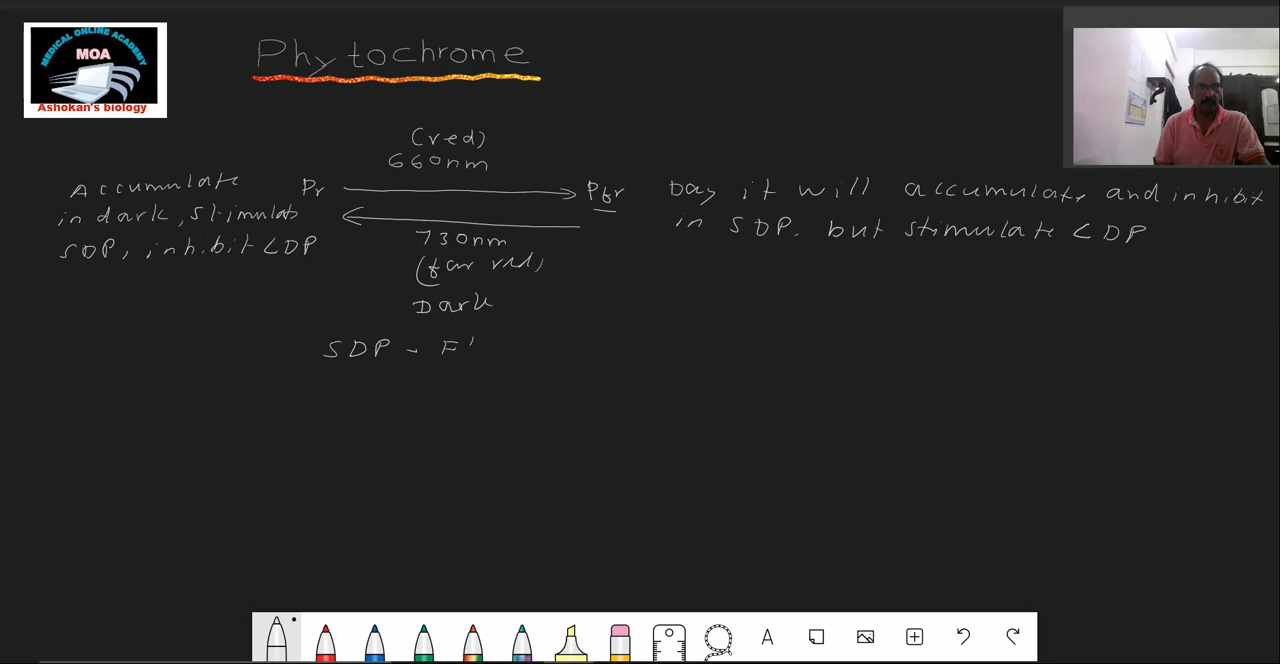 MEDICAL ONLINE ACADEMY
MOA
Ashokan's biology
Phytochrome
(red)
660nm
Accumulate
in dark, stimulab
SDP, inhibit LDP
Pr
Pfr
Day it will accumulate, and inhibit
in SDP. but stimulate LDP
730nm
(far red)
Dark
SDP - F'
A